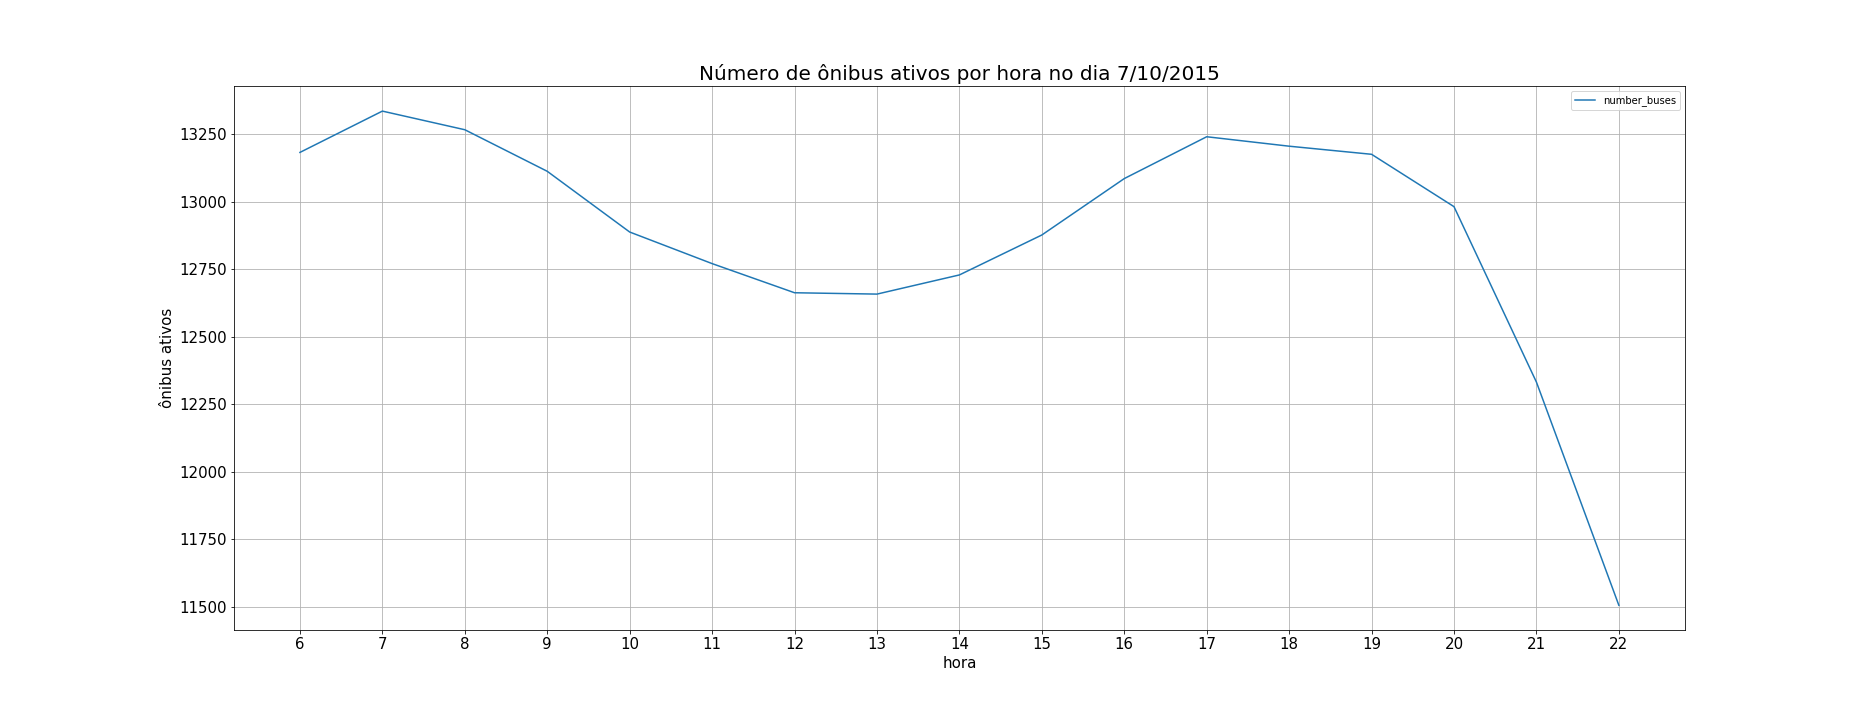 Número de ônibus ativos por hora no dia 7/10/2015
number_buses
13250
13000
12750
12500
12250
12000
11750
11500
ônibus ativos
6 7 8 9 10 11 12 13 14 15 16 17 18 19 20 21 22
hora